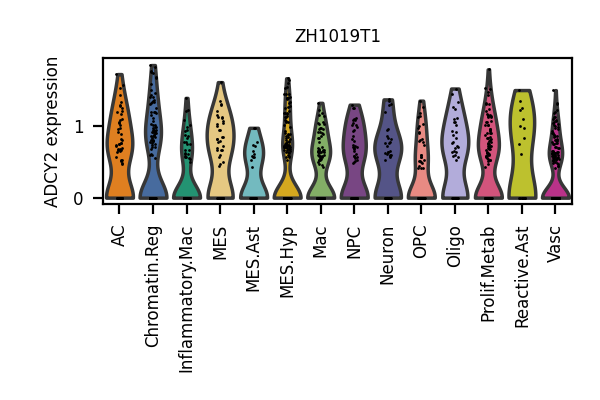 ZH1019T1
ADCY2 expression
1
0
AC
Chromatin.Reg
Inflammatory.Mac
MES
MES.Ast
MES.Hyp
Mac
NPC
Neuron
OPC
Oligo
Prolif.Metab
Reactive.Ast
Vasc